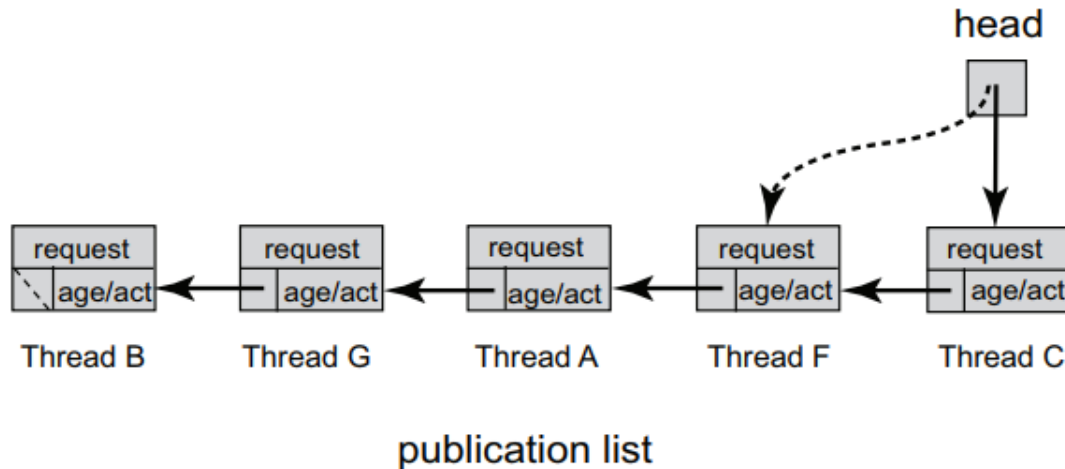 head
request request request request request
age/act age/act age/act age/act age/act
Thread B Thread G Thread A Thread F Thread C
publication list